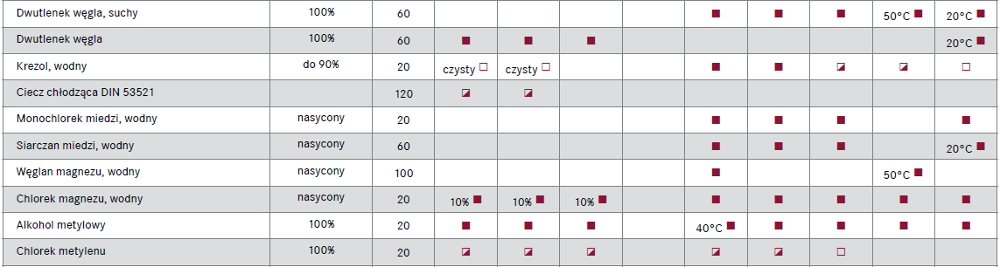 Dwutlenek węgla, suchy 100% 60 ■ ■ ■ 50°C ■ 20°C ■
Dwutlenek węgla 100% 60 ■ ■ ■ 20°C ■
Krezol, wodny do 90% 20 czysty □ czysty □ ■ ■ ◪ ◪ □
Ciecz chłodząca DIN 53521 120 ◪ ◪
Monochlorek miedzi, wodny nasycony 20 ■ ■ ■ ■
Siarczan miedzi, wodny nasycony 60 ■ ■ ■ 20°C ■
Węglan magnezu, wodny nasycony 100 ■ 50°C ■
Chlorek magnezu, wodny nasycony 20 10% ■ 10% ■ 10% ■ ■ ■ ■ ■ ■
Alkohol metylowy 100% 20 ■ ■ ■ 40°C ■ ■ ■ ■ ■
Chlorek metylenu 100% 20 ◪ ◪ ◪ ◪ ◪ □